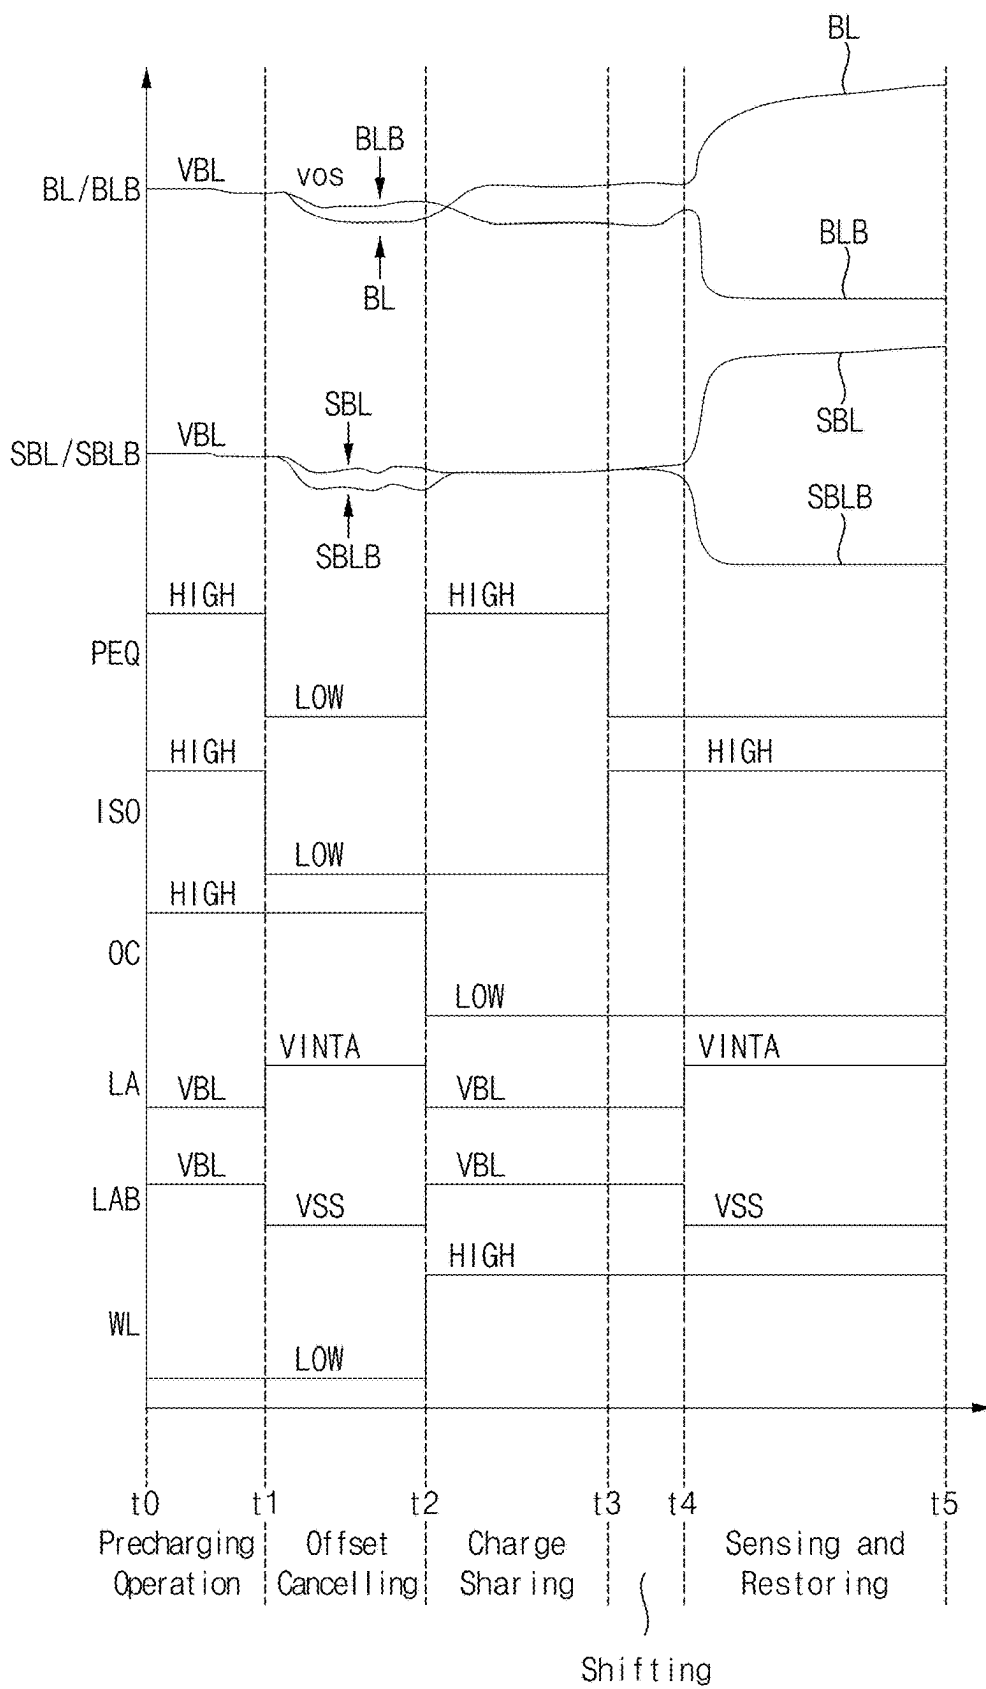 BL
BLB
VBL
VOS
BL/BLB
BLB
BL
SBL
VBL
SBL
SBL/SBLB
SBLB
SBLB
HIGH
HIGH
PEQ
LOW
HIGH
HIGH
ISO
LOW
HIGH
OC
LOW
VINTA
VINTA
LA
VBL
VBL
VBL
VBL
LAB
VSS
VSS
HIGH
WL
LOW
t0
t1
t2
t3
t4
t5
Precharging
Operation
Offset
Cancelling
Charge
Sharing
Sensing and
Restoring
Shifting